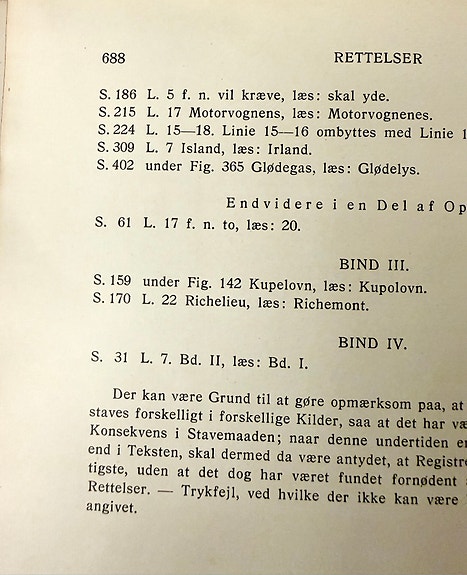 688 RETTELSER
S. 186 L. 5 f. n. vil kræve, læs: skal yde.
S. 215 L. 17 Motorvognens, læs: Motorvognenes.
S. 224 L. 15—18. Linie 15—16 ombyttes med Linie 1
S. 309 L. 7 Island, læs: Irland.
S. 402 under Fig. 365 Glødegas, læs: Glødelys.
Endvidere i en Del af Op
S. 61 L. 17 f. n. to, læs: 20.
BIND III.
S. 159 under Fig. 142 Kupelovn, læs: Kupolovn.
S. 170 L. 22 Richelieu, læs: Richemont.
BIND IV.
S. 31 L. 7. Bd. II, læs: Bd. I.
Der kan være Grund til at gøre opmærksom paa, at
staves forskelligt i forskellige Kilder, saa at det har væ
Konsekvens i Stavemaaden; naar denne undertiden e
end i Teksten, skal dermed da være antydet, at Registre
tigste, uden at det dog har været fundet fornødent
Rettelser. — Trykfejl, ved hvilke der ikke kan være
angivet.